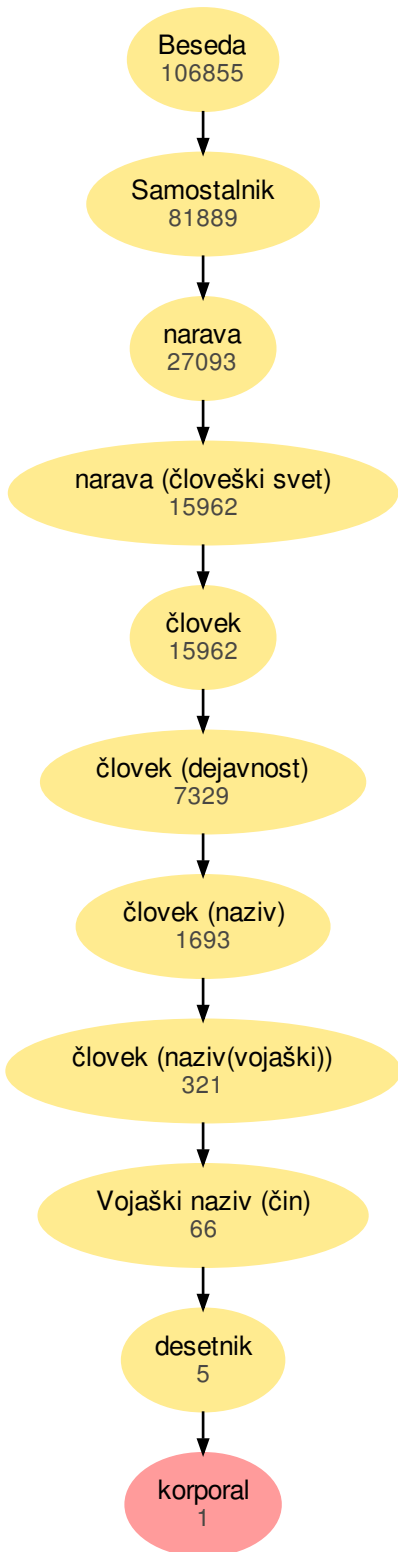 Beseda
106855
Samostalnik
81889
narava
27093
narava (človeški svet)
15962
človek
15962
človek (dejavnost)
7329
človek (naziv)
1693
človek (naziv(vojaški))
321
Vojaški naziv (čin)
66
desetnik
5
korporal
1